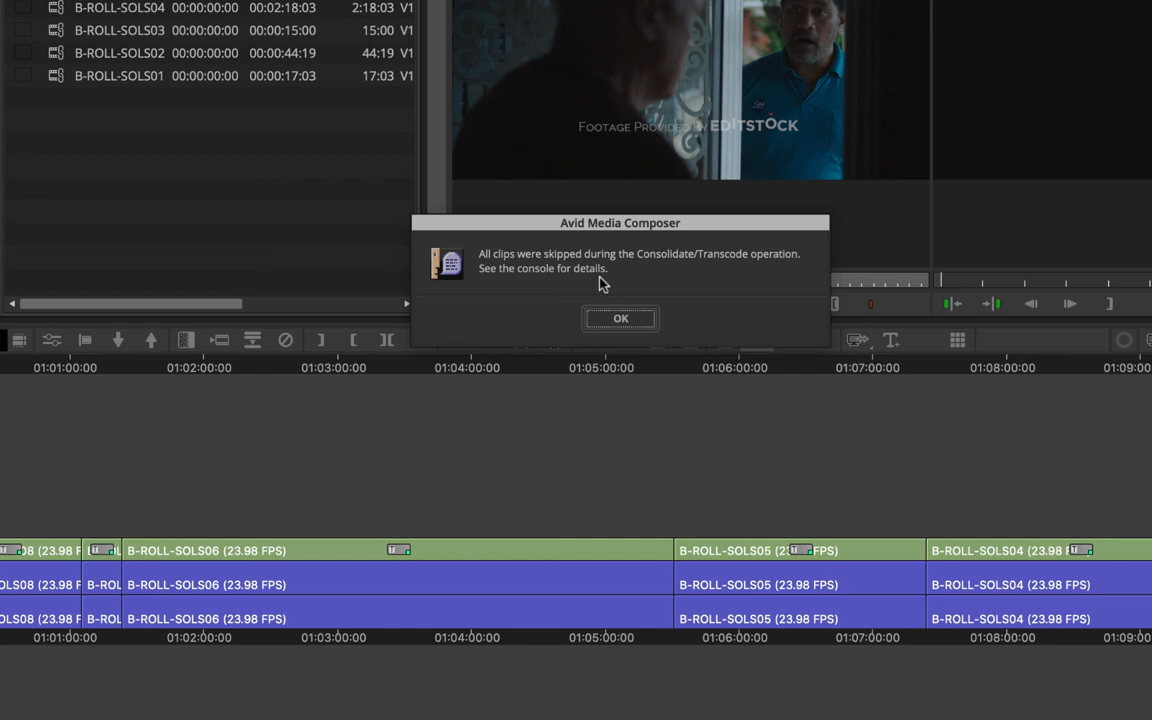 B-ROLL-SOLS04 00:00:00:00 00:02:18:03 2:18:03 V1
B-ROLL-SOLS03 00:00:00:00 00:00:15:00 15:00 V1
B-ROLL-SOLS02 00:00:00:00 00:00:44:19 44:19 V1
B-ROLL-SOLS01 00:00:00:00 00:00:17:03 17:03 V1
FOOTAGE PROVIDED BY EDITSTOCK
Avid Media Composer
All clips were skipped during the Consolidate/Transcode operation.
See the console for details.
OK
01:01:00:00 01:02:00:00 01:03:00:00 01:04:00:00 01:05:00:00 01:06:00:00 01:07:00:00 01:08:00:00 01:09:00
08 (23.98 F B-ROLL-SOLS06 (23.98 FPS) B-ROLL-SOLS05 (23 FPS) B-ROLL-SOLS04 (23.98 F
OLS08 (23.98 F B-ROL B-ROLL-SOLS06 (23.98 FPS) B-ROLL-SOLS05 (23.98 FPS) B-ROLL-SOLS04 (23.98 FPS)
OLS08 (23.98 F B-ROL B-ROLL-SOLS06 (23.98 FPS) B-ROLL-SOLS05 (23.98 FPS) B-ROLL-SOLS04 (23.98 FPS)
01:01:00:00 01:02:00:00 01:03:00:00 01:04:00:00 01:05:00:00 01:06:00:00 01:07:00:00 01:08:00:00 01:09:00